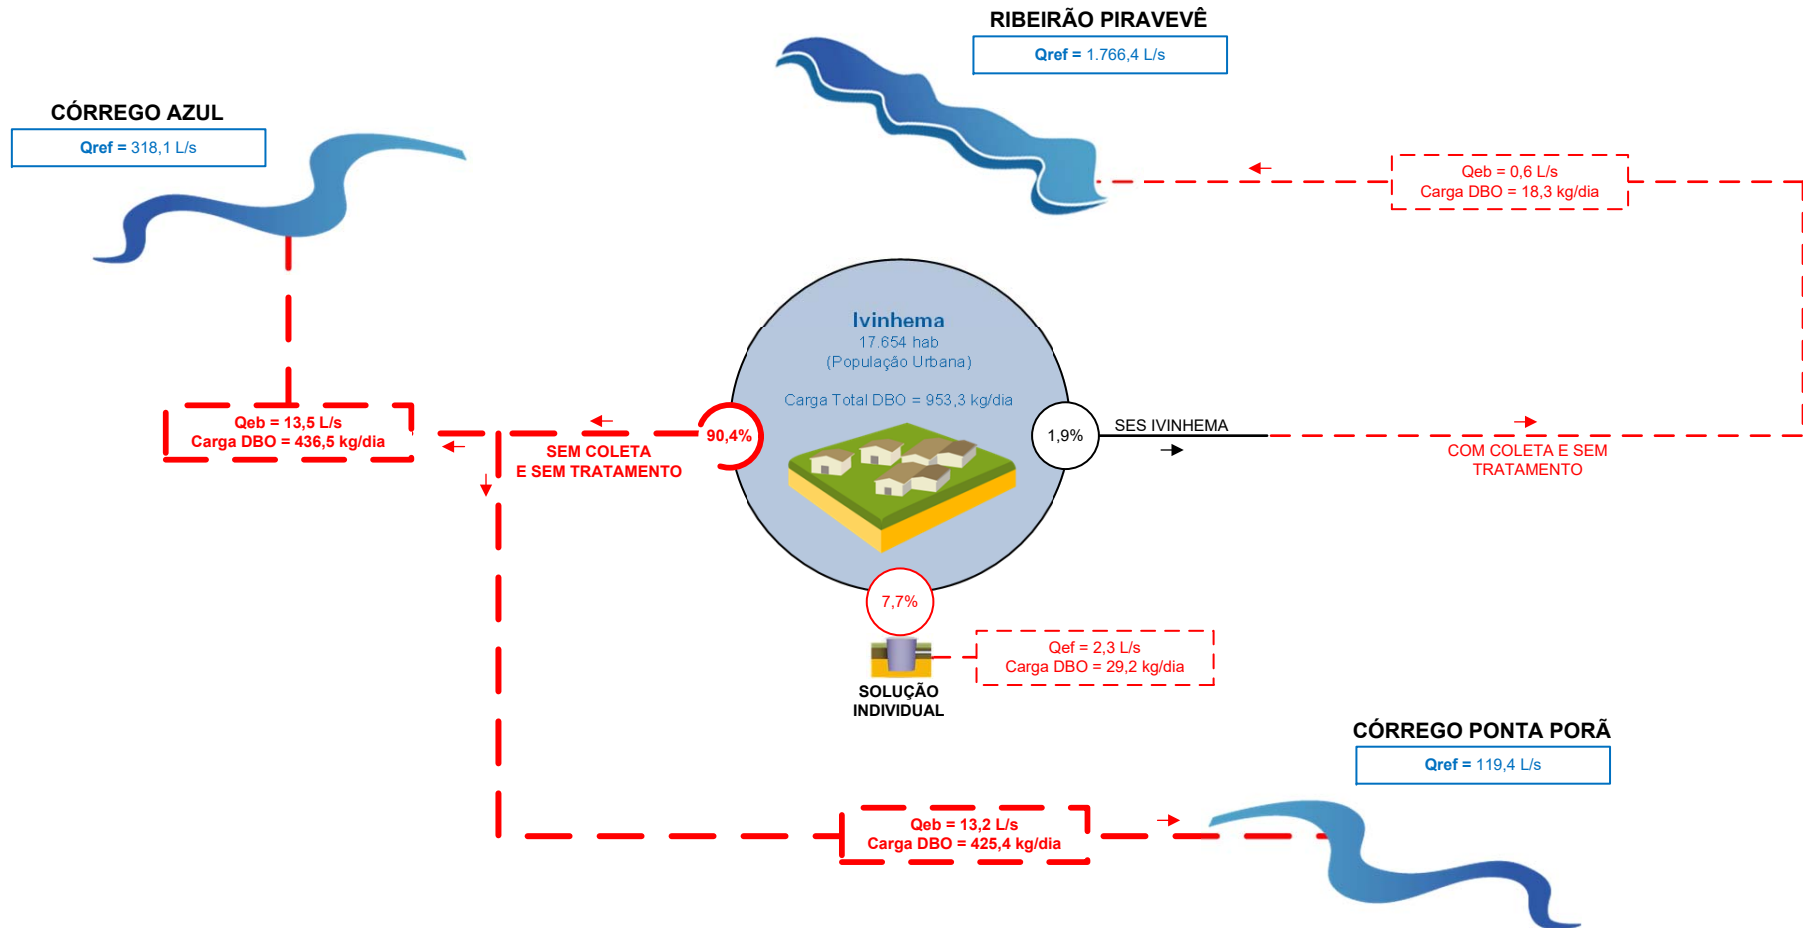 RIBEIRÃO PIRAVEVÊ
Qref = 1.766,4 L/s
CÓRREGO AZUL
Qref = 318,1 L/s
Qeb = 0,6 L/s
Carga DBO = 18,3 kg/dia
Ivinhema
17.654 hab
(População Urbana)
Carga Total DBO = 953,3 kg/dia
Qeb = 13,5 L/s
Carga DBO = 436,5 kg/dia
90,4%
SEM COLETA
E SEM TRATAMENTO
1,9%
SES IVINHEMA
COM COLETA E SEM
TRATAMENTO
7,7%
Qef = 2,3 L/s
Carga DBO = 29,2 kg/dia
SOLUÇÃO
INDIVIDUAL
CÓRREGO PONTA PORÃ
Qref = 119,4 L/s
Qeb = 13,2 L/s
Carga DBO = 425,4 kg/dia